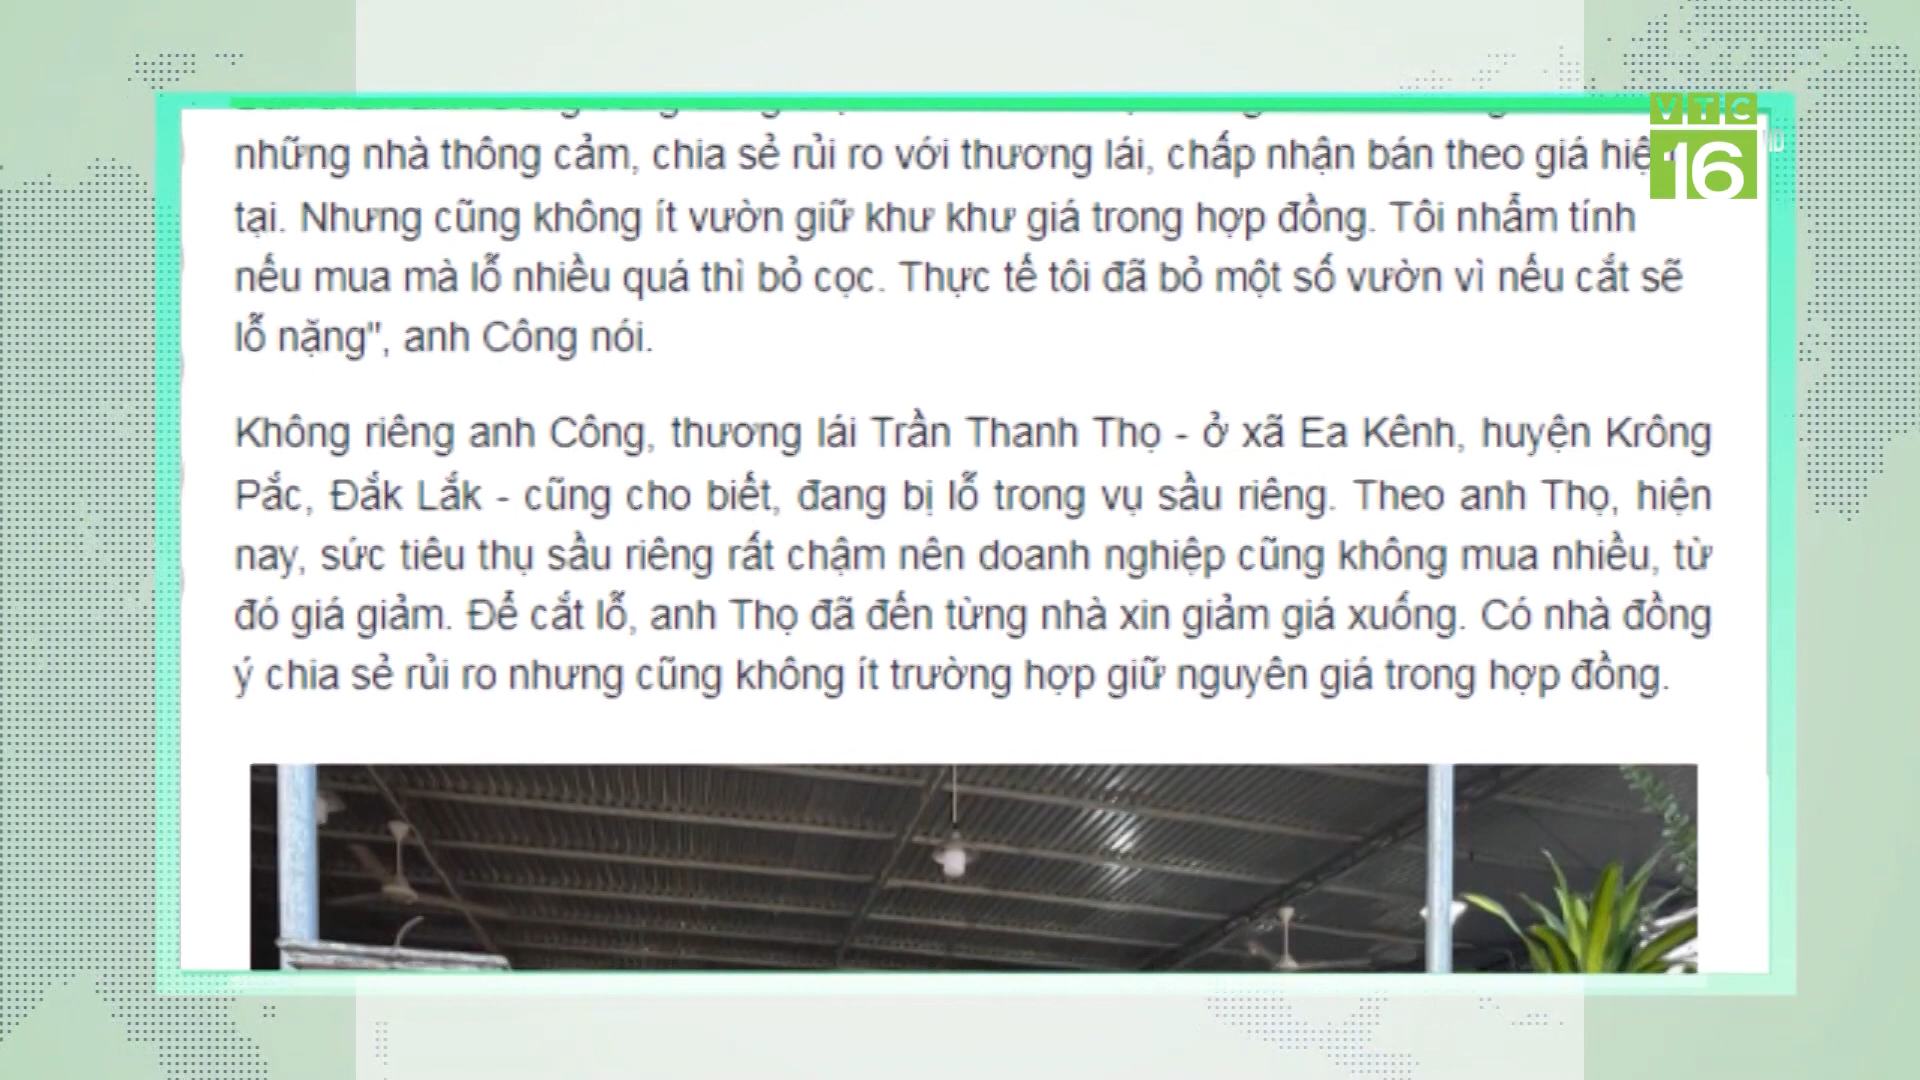 những nhà thông cảm, chia sẻ rủi ro với thương lái, chấp nhận bán theo giá
tại. Nhưng cũng không ít vườn giữ khư khư giá trong hợp đồng. Tôi nhẩm tính
nếu mua mà lỗ nhiều quá thì bỏ cọc. Thực tế tôi đã bỏ một số vườn vì nếu cắt sẽ
lỗ nặng", anh Công nói.
Không riêng anh Công, thương lái Trần Thanh Thọ - ở xã Ea Kênh, huyện Krông
Pắc, Đắk Lắk - cũng cho biết, đang bị lỗ trong vụ sầu riêng. Theo anh Thọ, hiện
nay, sức tiêu thụ sầu riêng rất chậm nên doanh nghiệp cũng không mua nhiều, từ
đó giá giảm. Để cắt lỗ, anh Thọ đã đến từng nhà xin giảm giá xuống. Có nhà đồng
ý chia sẻ rủi ro nhưng cũng không ít trường hợp giữ nguyên giá trong hợp đồng.
VTC
16
HD